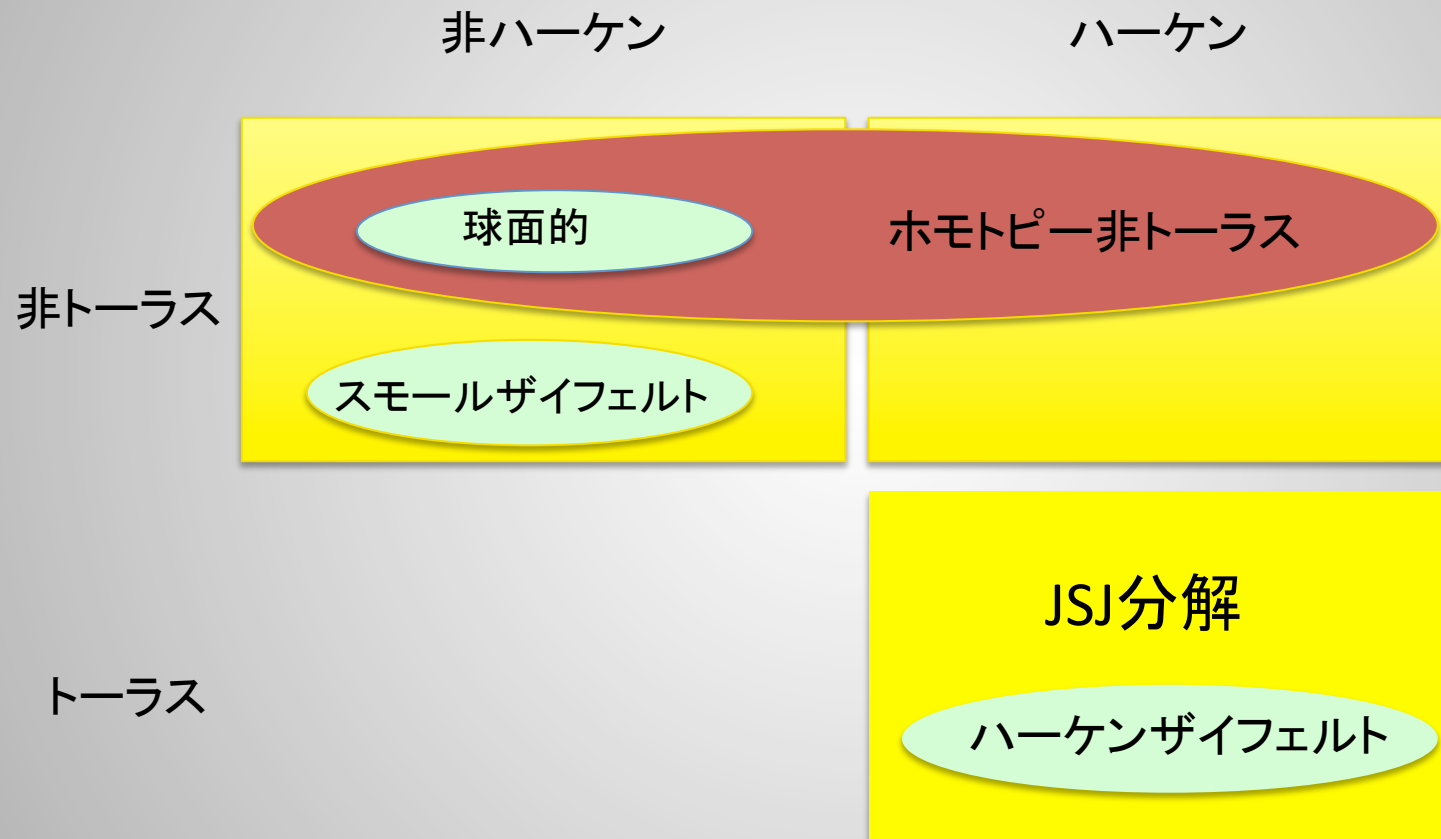 非ハーケン
ハーケン
球面的
ホモトピー非トーラス
非トーラス
スモールザイフェルト
JSJ分解
トーラス
ハーケンザイフェルト